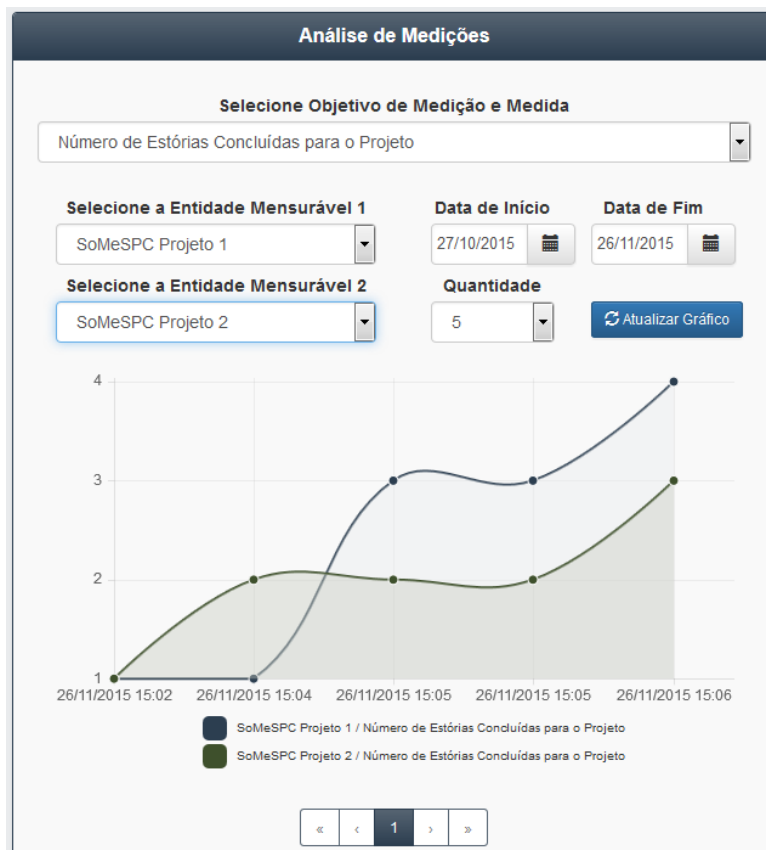 Análise de Medições
Selecione Objetivo de Medição e Medida
Número de Estórias Concluídas para o Projeto
Selecione a Entidade Mensurável 1
Data de Início
Data de Fim
SoMeSPC Projeto 1
27/10/2015
26/11/2015
Selecione a Entidade Mensurável 2
Quantidade
SoMeSPC Projeto 2
5
Atualizar Gráfico
4
3
2
1
26/11/2015 15:02
26/11/2015 15:04
26/11/2015 15:05
26/11/2015 15:05
26/11/2015 15:06
SoMeSPC Projeto 1 / Número de Estórias Concluídas para o Projeto
SoMeSPC Projeto 2 / Número de Estórias Concluídas para o Projeto
« ‹ 1 › »